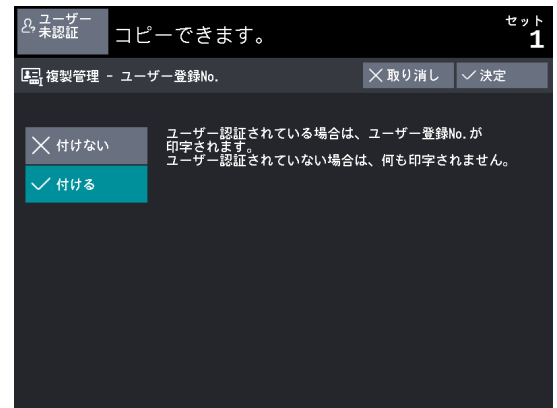 ユーザー
未認証
コピーできます。
セット
1
複製管理 - ユーザー登録No.
取り消し
決定
付けない
ユーザー認証されている場合は、ユーザー登録No.が
印字されます。
ユーザー認証されていない場合は、何も印字されません。
付ける